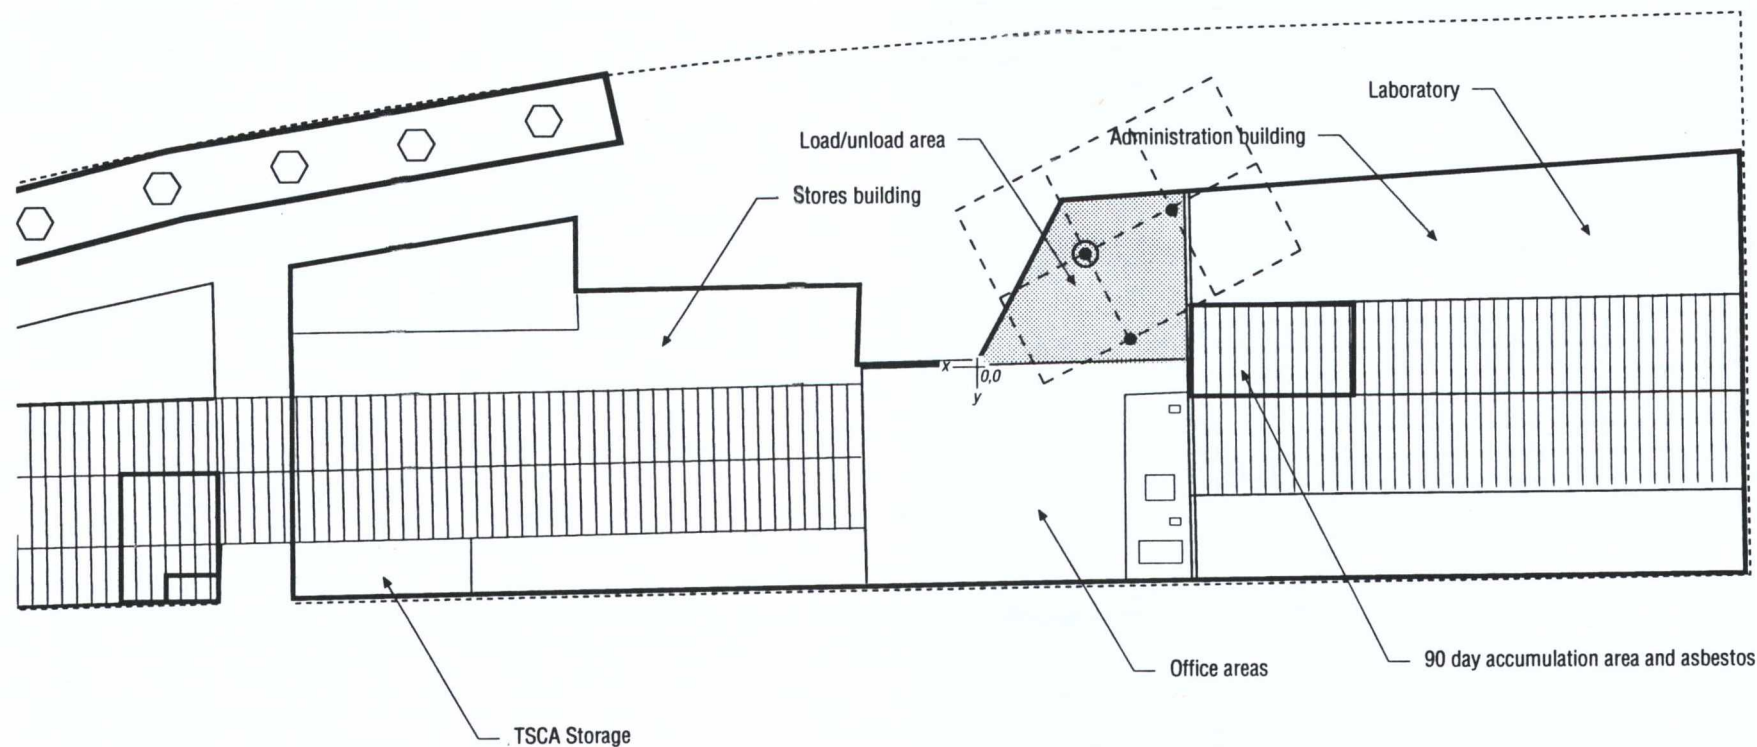 Laboratory
Load/unload area
Administration building
Stores building
x
0,0
y
90 day accumulation area and asbestos
Office areas
TSCA Storage